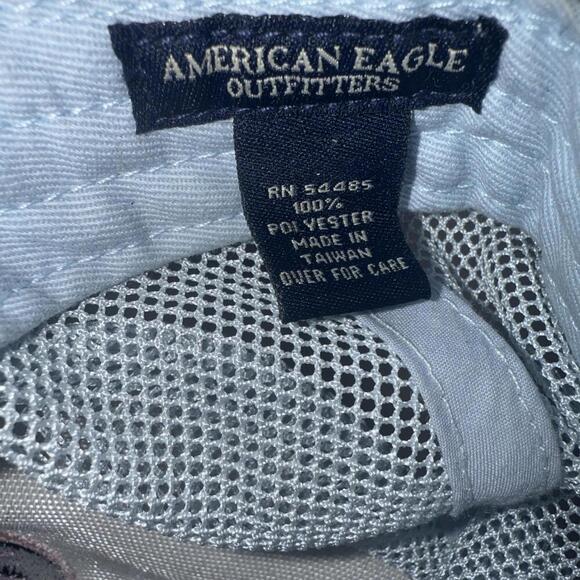 AMERICAN EAGLE
OUTFITTERS
RN 54485
100%
POLYESTER
MADE IN
TAIWAN
OVER FOR CARE